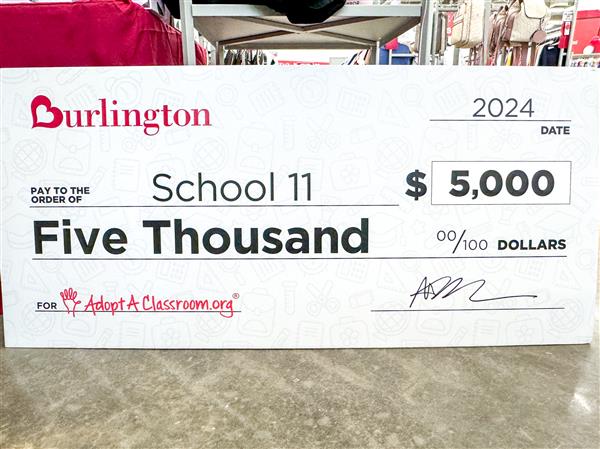 Burlington
2024
DATE
PAY TO THE
ORDER OF
School 11
$ 5,000
Five Thousand
00/100 DOLLARS
FOR AdoptAClassroom.org®